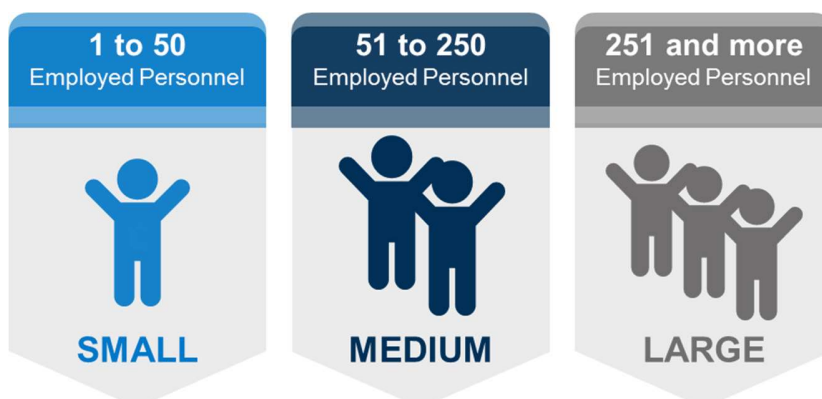 1 to 50
Employed Personnel
SMALL
51 to 250
Employed Personnel
MEDIUM
251 and more
Employed Personnel
LARGE